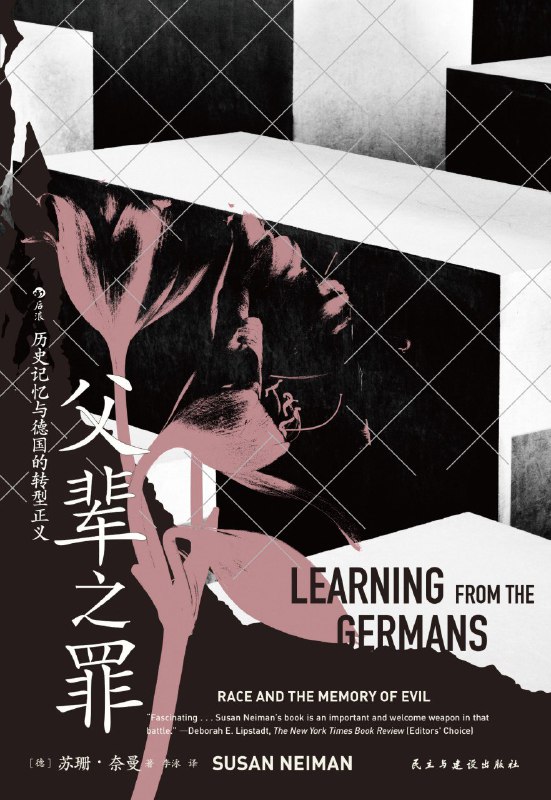 后浪
历史记忆与德国的转型正义
父辈之罪
LEARNING FROM THE
GERMANS
RACE AND THE MEMORY OF EVIL
"Fascinating . . . Susan Neiman's book is an important and welcome weapon in that
battle." —Deborah E. Lipstadt, The New York Times Book Review (Editors' Choice)
[德] 苏珊·奈曼 著 李泳 译 SUSAN NEIMAN 民主与建设出版社